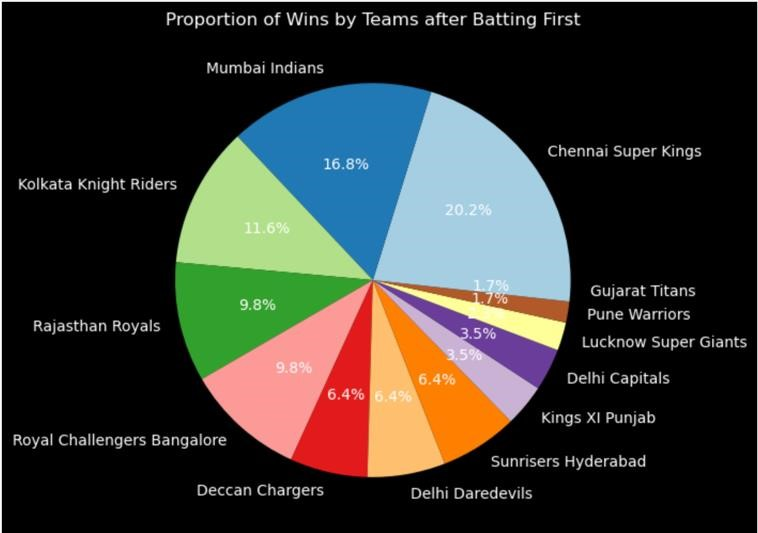 Proportion of Wins by Teams after Batting First
Mumbai Indians
Chennai Super Kings
16.8%
Kolkata Knight Riders
20.2%
11.6%
1.7%
Gujarat Titans
1.7%
Pune Warriors
9.8%
Rajasthan Royals
3.5%
Lucknow Super Giants
3.5%
9.8%
6.4%
Delhi Capitals
6.4%
6.4%
Kings XI Punjab
Royal Challengers Bangalore
Sunrisers Hyderabad
Deccan Chargers
Delhi Daredevils